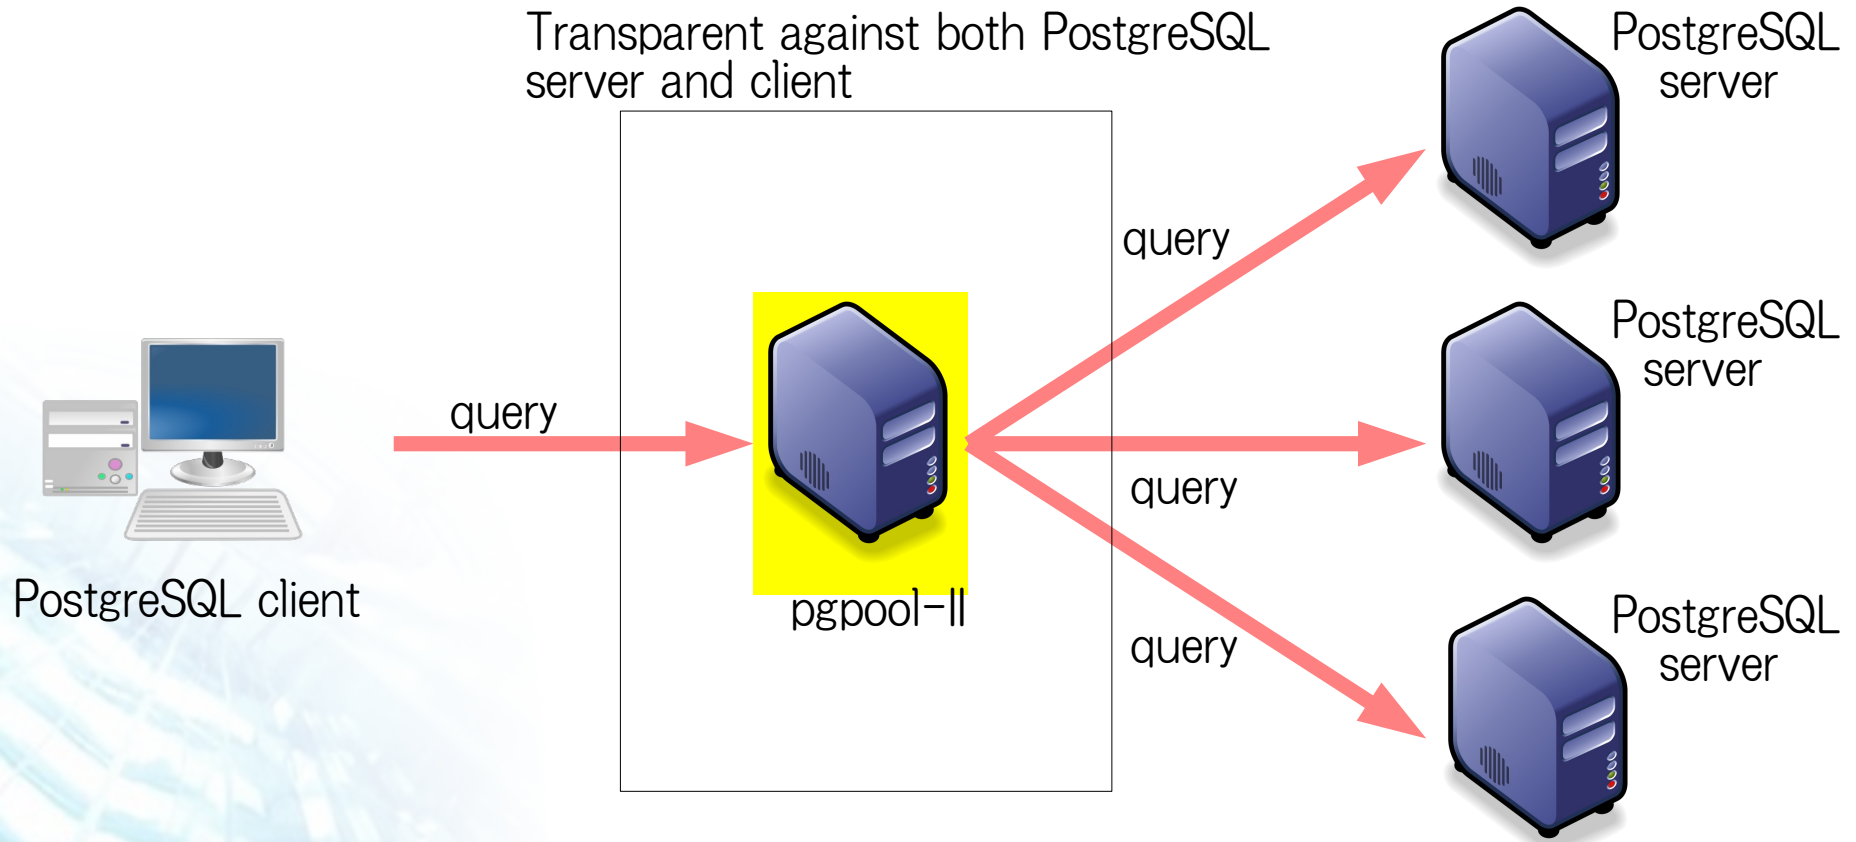 Transparent against both PostgreSQL
server and client
PostgreSQL
server
query
PostgreSQL
server
query
query
PostgreSQL client
pgpool-II
query
PostgreSQL
server